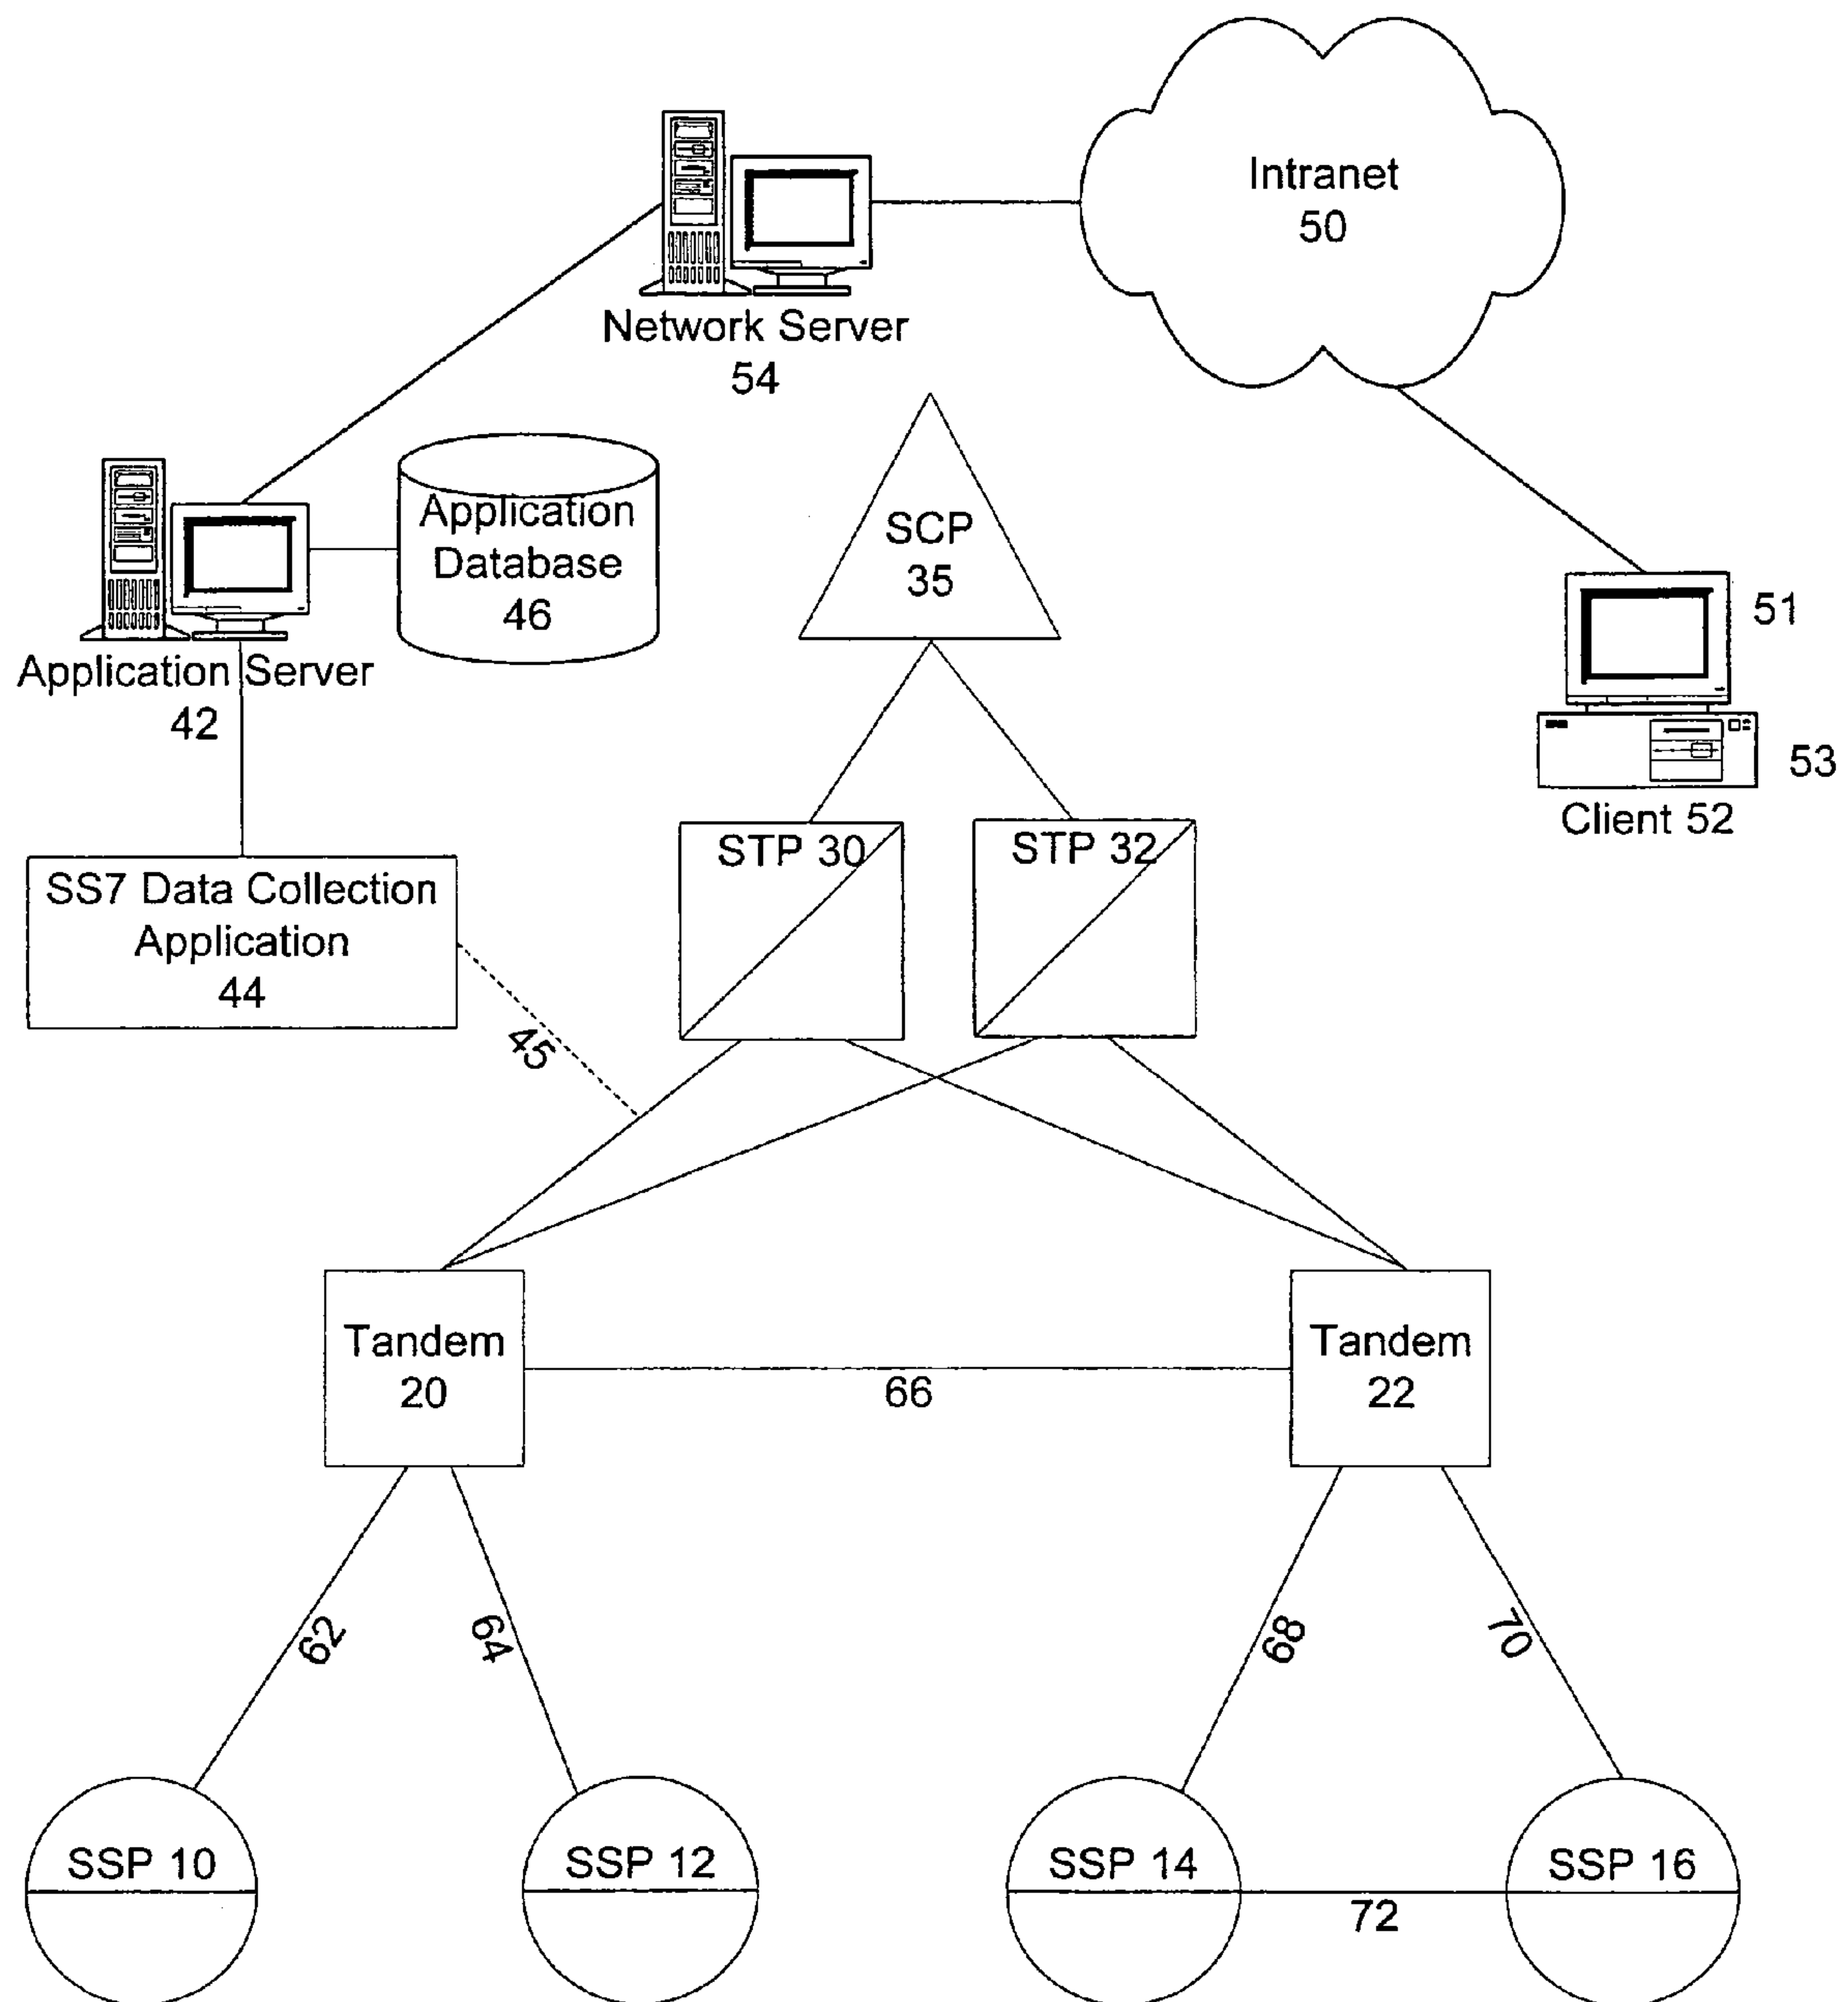 Intranet
50
Network Server
54
Application
Database
46
SCP
35
51
Application Server
42
53
Client 52
STP 30
STP 32
SS7 Data Collection
Application
44
45
Tandem
20
66
Tandem
22
62
64
68
70
SSP 10
SSP 12
SSP 14
SSP 16
72